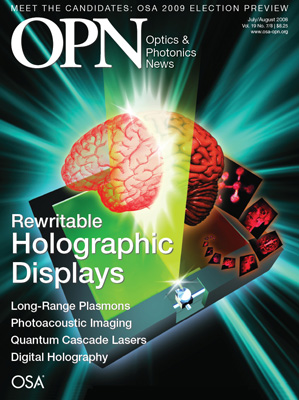 MEET THE CANDIDATES: OSA 2009 ELECTION PREVIEW
OPN
Optics &
Photonics
News
July/August 2008
Vol. 19 No. 7/8 | $8.25
www.osa-opn.org
Rewritable
Holographic
Displays
Long-Range Plasmons
Photoacoustic Imaging
Quantum Cascade Lasers
Digital Holography
OSA